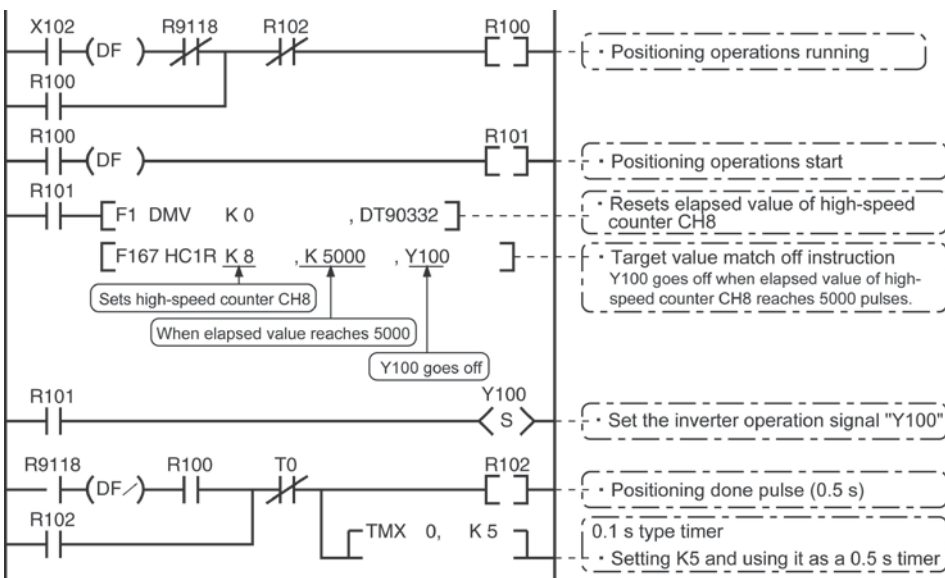 X102 R9118 R102 R100
(DF)
· Positioning operations running
R100
R100 R101
(DF)
· Positioning operations start
R101
F1 DMV K 0 , DT90332
· Resets elapsed value of high-speed
counter CH8
F167 HC1R K 8 , K 5000 , Y100
· Target value match off instruction
Y100 goes off when elapsed value of high-
speed counter CH8 reaches 5000 pulses.
Sets high-speed counter CH8
When elapsed value reaches 5000
Y100 goes off
R101 Y100
S
· Set the inverter operation signal "Y100"
R9118 R100 T0 R102
(DF/)
· Positioning done pulse (0.5 s)
R102
TMX 0, K 5
0.1 s type timer
· Setting K5 and using it as a 0.5 s timer